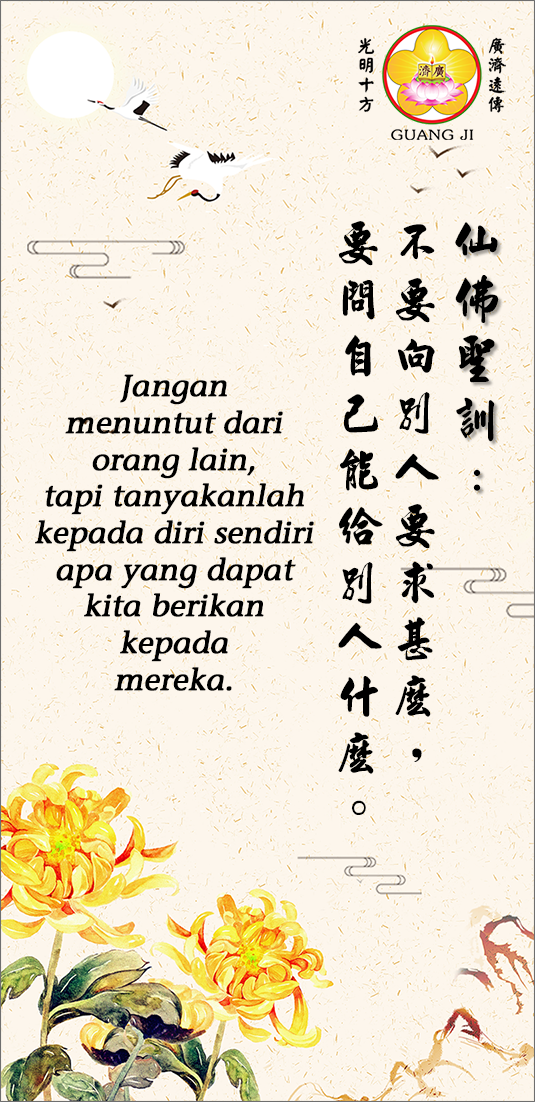 光明十方
廣濟
廣濟遠傳
GUANG JI
仙佛聖訓：
不要向別人要求甚麼，
要問自己能給別人什麼。
Jangan
menuntut dari
orang lain,
tapi tanyakanlah
kepada diri sendiri
apa yang dapat
kita berikan
kepada
mereka.